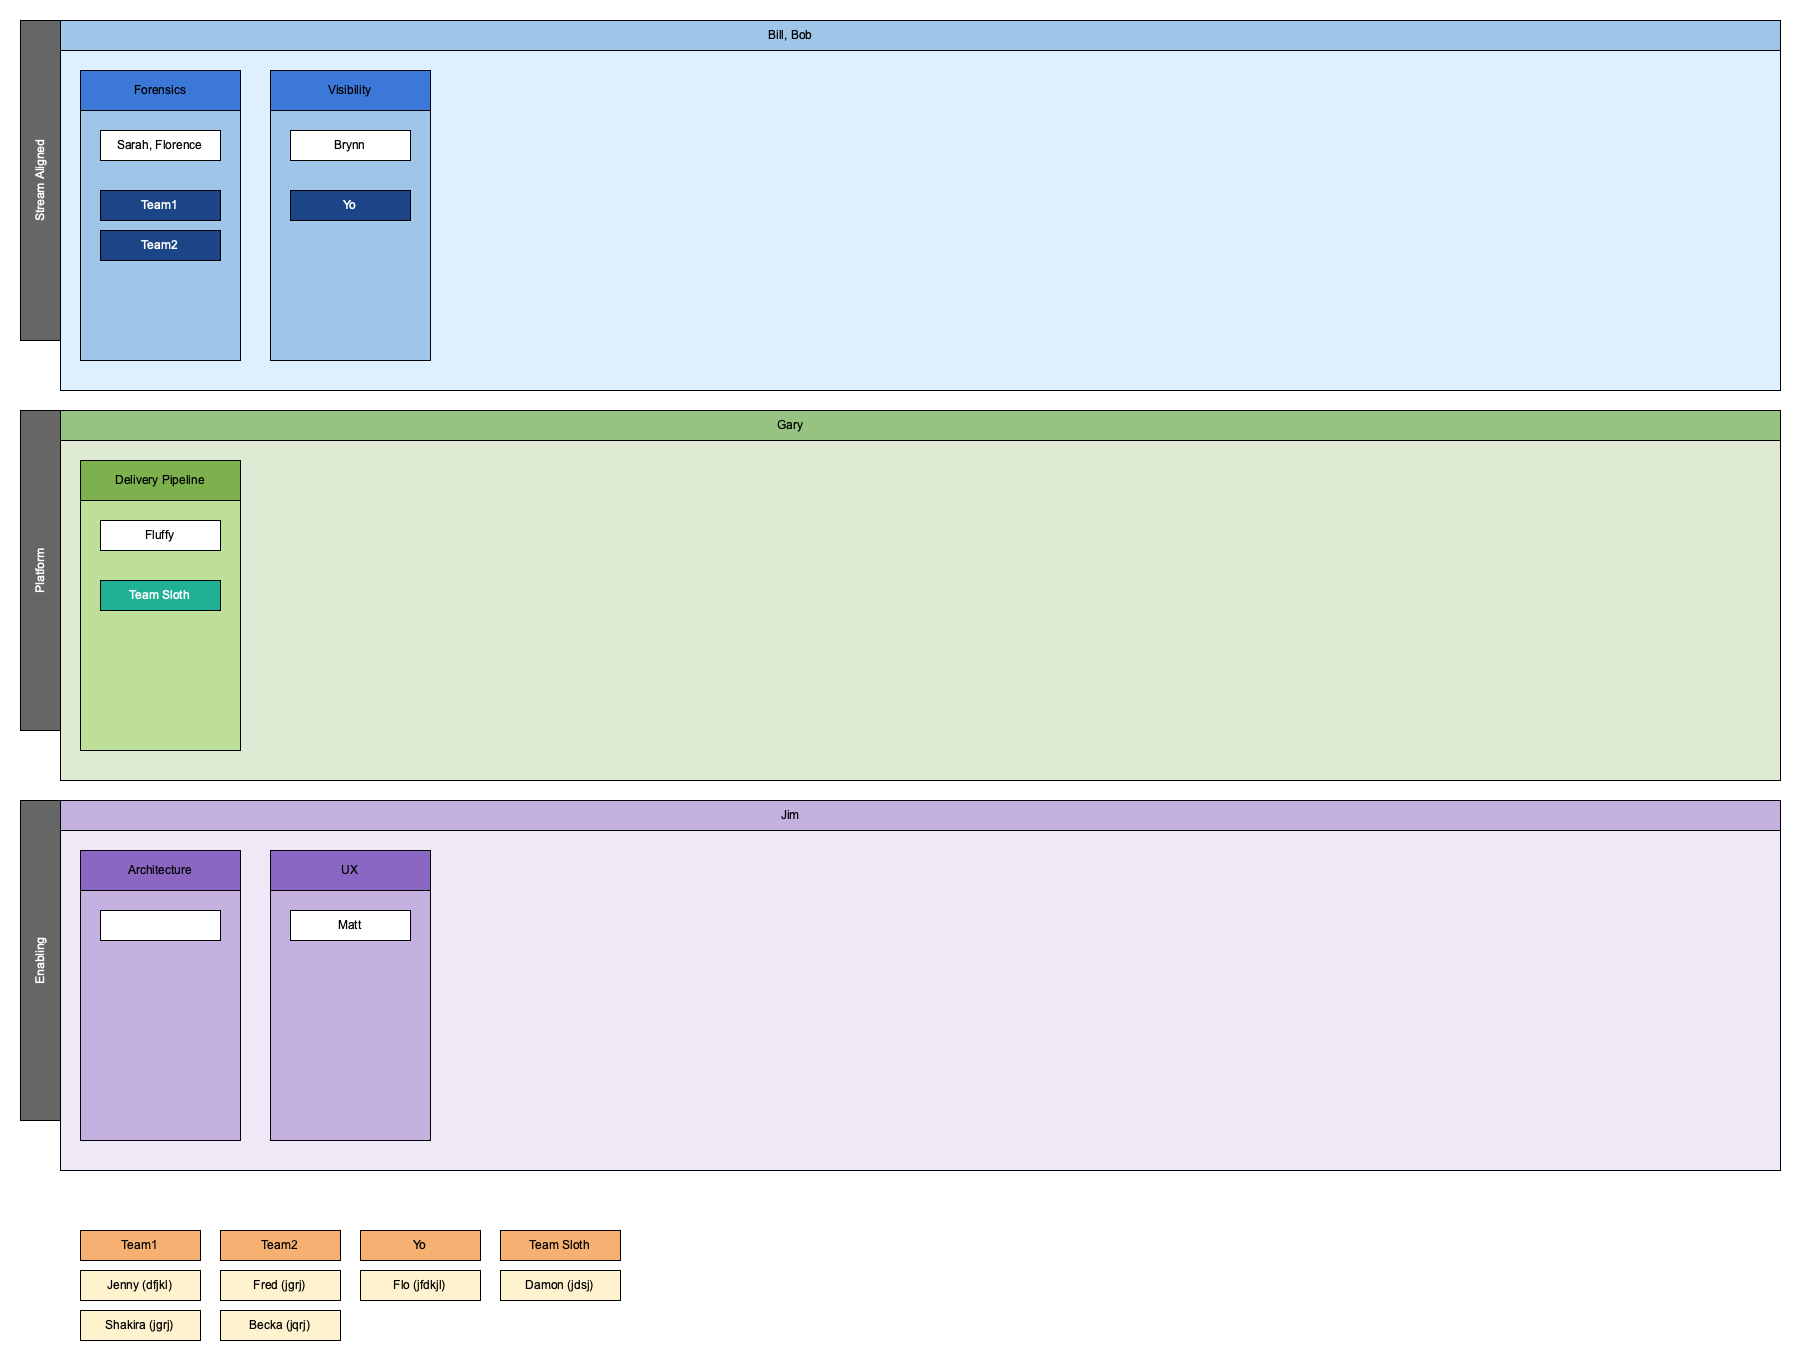 Stream Aligned
Bill, Bob
Forensics
Visibility
Sarah, Florence
Brynn
Team1
Yo
Team2
Platform
Gary
Delivery Pipeline
Fluffy
Team Sloth
Enabling
Jim
Architecture
UX
Matt
Team1
Team2
Yo
Team Sloth
Jenny (dfjkl)
Fred (jgrj)
Flo (jfdkjl)
Damon (jdsj)
Shakira (jgrj)
Becka (jqrj)